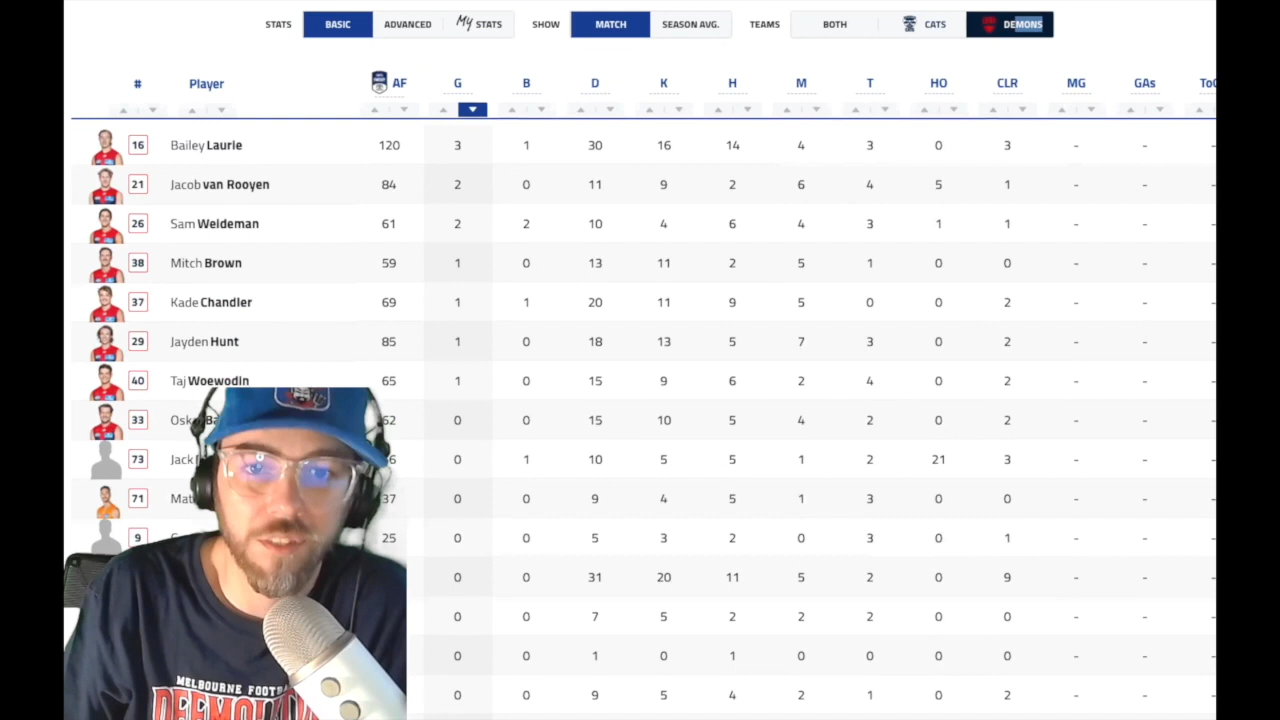 STATS BASIC ADVANCED My STATS SHOW MATCH SEASON AVG. TEAMS BOTH CATS DEMONS
# Player AF G B D K H M T HO CLR MG GAs
16 Bailey Laurie 120 3 1 30 16 14 4 3 0 3 - - -
21 Jacob van Rooyen 84 2 0 11 9 2 6 4 5 1 - - -
26 Sam Weideman 61 2 2 10 4 6 4 3 1 1 - - -
38 Mitch Brown 59 1 0 13 11 2 5 1 0 0 - - -
37 Kade Chandler 69 1 1 20 11 9 5 0 0 2 - - -
29 Jayden Hunt 85 1 0 18 13 5 7 3 0 2 - - -
40 Taj Woewodin 65 1 0 15 9 6 2 4 0 2 - - -
33 62 0 0 15 10 5 4 2 0 2 - - -
73 Jack 0 1 10 5 5 1 2 21 3 - - -
71 37 0 0 9 4 5 1 3 0 0 - - -
9 25 0 0 5 3 2 0 3 0 1 - - -
0 0 31 20 11 5 2 0 9 - - -
0 0 7 5 2 2 2 0 0 - - -
0 0 1 0 1 0 0 0 0 - - -
0 0 9 5 4 2 1 0 2 - - -
MELBOURNE